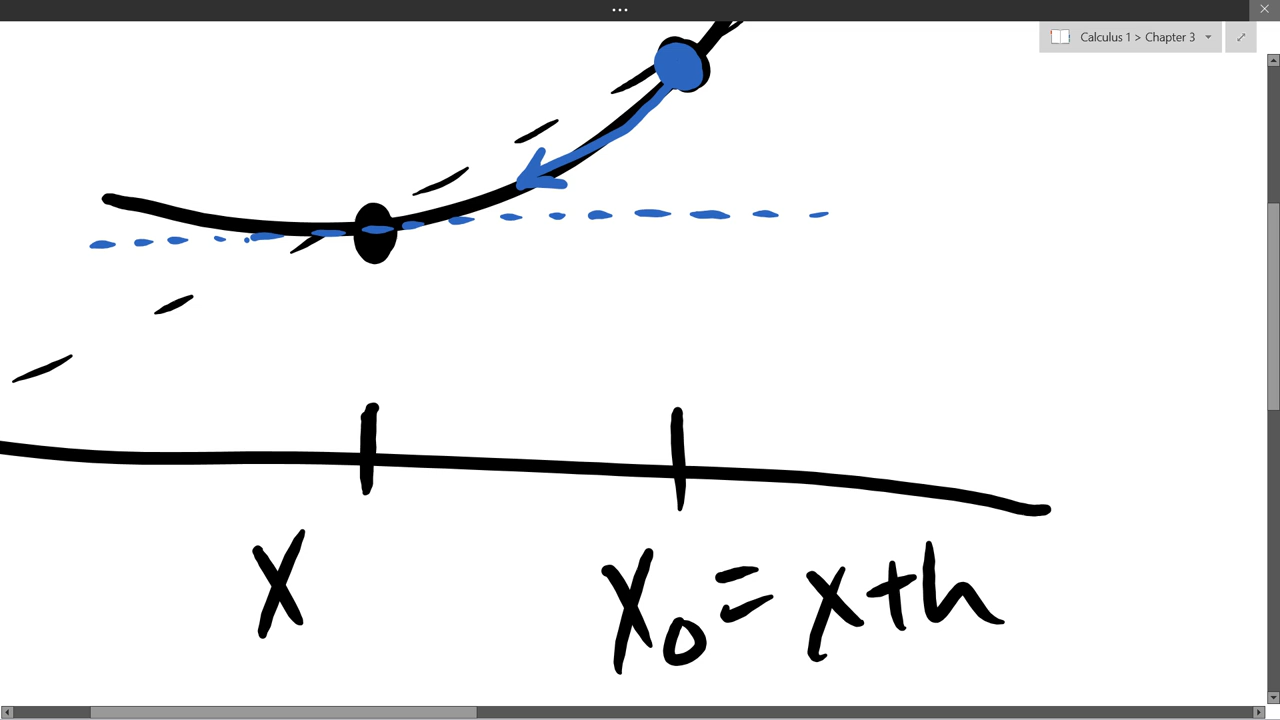 ...
Calculus 1 > Chapter 3
x
x₀ = x+h